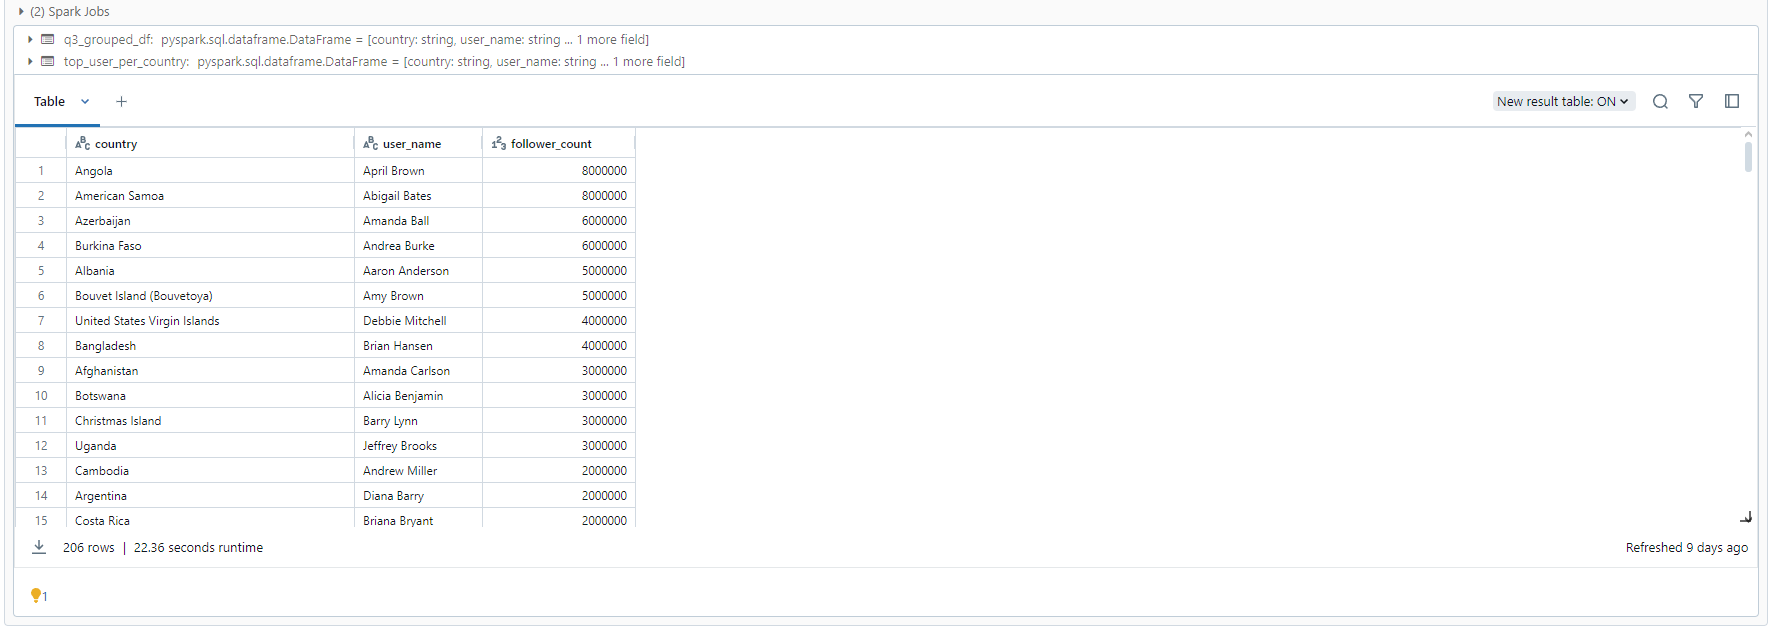 (2) Spark Jobs
q3_grouped_df: pyspark.sql.dataframe.DataFrame = [country: string, user_name: string ... 1 more field]
top_user_per_country: pyspark.sql.dataframe.DataFrame = [country: string, user_name: string ... 1 more field]
Table + New result table: ON
ABC country ABC user_name 123 follower_count
1 Angola April Brown 8000000
2 American Samoa Abigail Bates 8000000
3 Azerbaijan Amanda Ball 6000000
4 Burkina Faso Andrea Burke 6000000
5 Albania Aaron Anderson 5000000
6 Bouvet Island (Bouvetoya) Amy Brown 5000000
7 United States Virgin Islands Debbie Mitchell 4000000
8 Bangladesh Brian Hansen 4000000
9 Afghanistan Amanda Carlson 3000000
10 Botswana Alicia Benjamin 3000000
11 Christmas Island Barry Lynn 3000000
12 Uganda Jeffrey Brooks 3000000
13 Cambodia Andrew Miller 2000000
14 Argentina Diana Barry 2000000
15 Costa Rica Briana Bryant 2000000
206 rows | 22.36 seconds runtime Refreshed 9 days ago
1